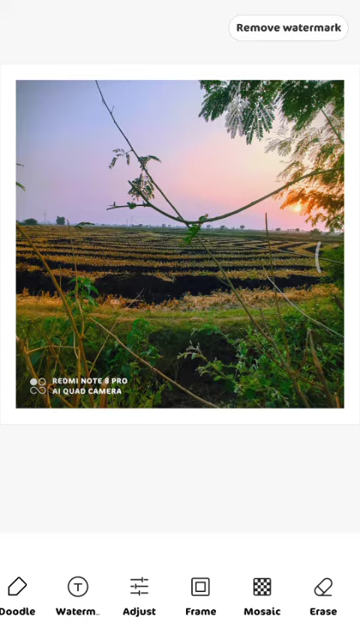 Remove watermark
REDMI NOTE 8 PRO
AI QUAD CAMERA
Doodle
Waterm...
Adjust
Frame
Mosaic
Erase